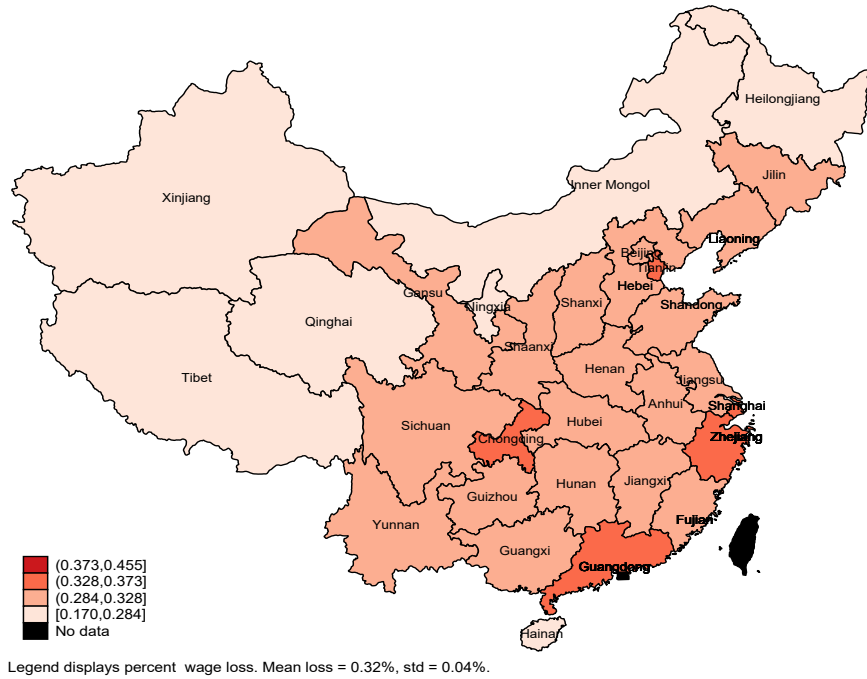 Heilongjiang
Jilin
Xinjiang
Inner Mongol
Liaoning
Beijing
Tianjin
Hebei
Gansu
Ningxia
Shanxi
Shandong
Qinghai
Shaanxi
Henan
Tibet
Jiangsu
Anhui
Shanghai
Sichuan
Hubei
Chongqing
Zhejiang
Hunan
Jiangxi
Guizhou
Yunnan
Fujian
Guangxi
Guangdong
Hainan
(0.373,0.455]
(0.328,0.373]
(0.284,0.328]
[0.170,0.284]
No data
Legend displays percent wage loss. Mean loss = 0.32%, std = 0.04%.